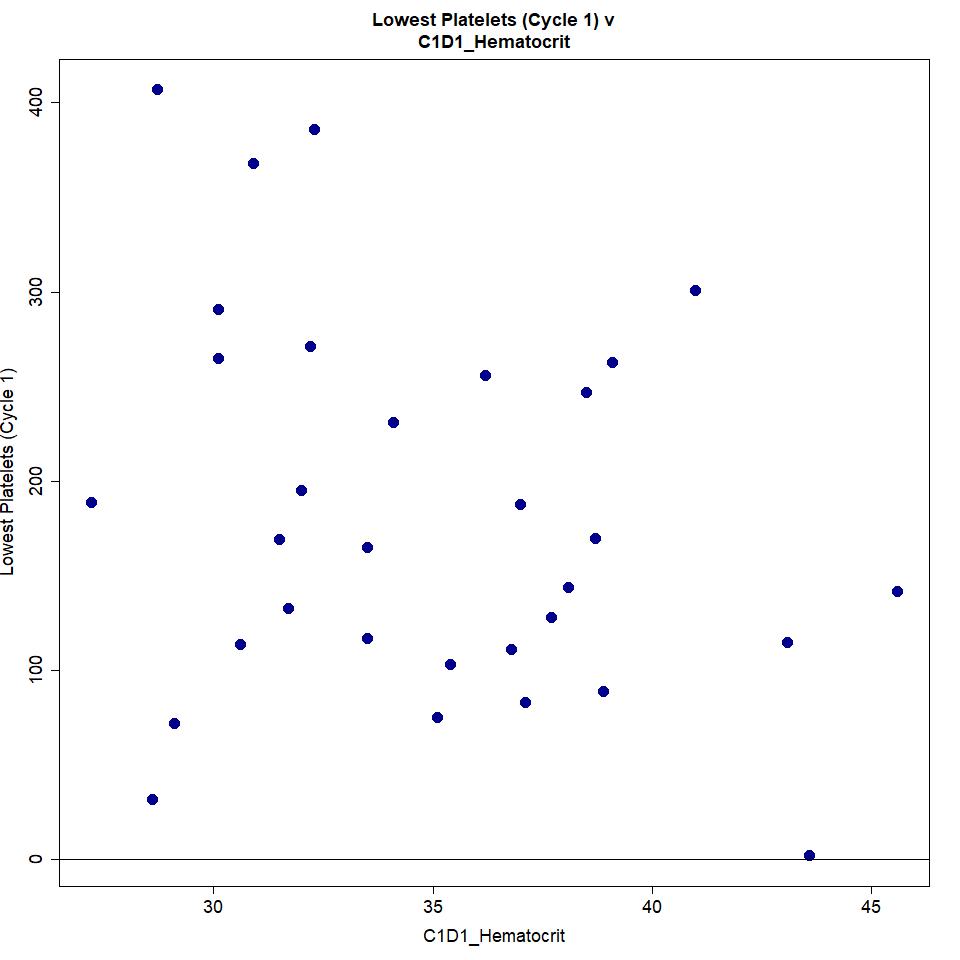 Lowest Platelets (Cycle 1) v
C1D1_Hematocrit
400
300
200
100
0
Lowest Platelets (Cycle 1)
30 35 40 45
C1D1_Hematocrit